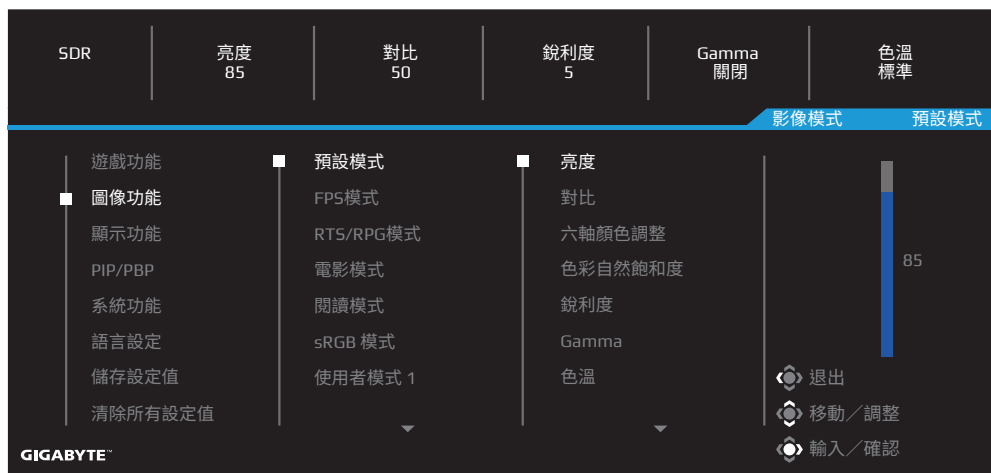 SDR
亮度
85
對比
50
銳利度
5
Gamma
關閉
色溫
標準
影像模式
預設模式
遊戲功能
圖像功能
顯示功能
PIP/PBP
系統功能
語言設定
儲存設定值
清除所有設定值
預設模式
FPS模式
RTS/RPG模式
電影模式
閱讀模式
sRGB 模式
使用者模式 1
亮度
對比
六軸顏色調整
色彩自然飽和度
銳利度
Gamma
色溫
85
退出
移動／調整
輸入／確認
GIGABYTE™